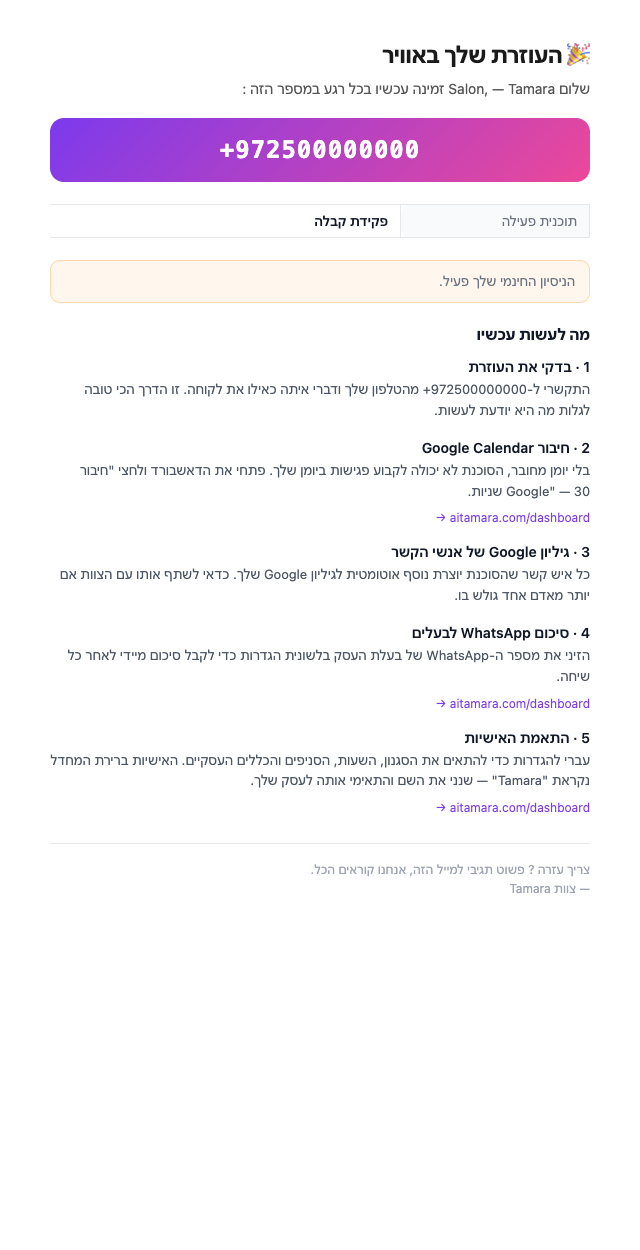 🎉 העוזרת שלך באוויר
שלום Salon, — Tamara זמינה עכשיו בכל רגע במספר הזה :
+972500000000
תוכנית פעילה
פקידת קבלה
הניסיון החינמי שלך פעיל.
מה לעשות עכשיו
1 · בדקי את העוזרת
התקשרי ל-972500000000+ מהטלפון שלך ודברי איתה כאילו את לקוחה. זו הדרך הכי טובה
לגלות מה היא יודעת לעשות.
2 · חיבור Google Calendar
בלי יומן מחובר, הסוכנת לא יכולה לקבוע פגישות ביומן שלך. פתחי את הדאשבורד ולחצי "חיבור
Google" — 30 שניות.
aitamara.com/dashboard →
3 · גיליון Google של אנשי הקשר
כל איש קשר שהסוכנת יוצרת נוסף אוטומטית לגיליון Google שלך. כדאי לשתף אותו עם הצוות אם
יותר מאדם אחד גולש בו.
4 · סיכום WhatsApp לבעלים
הזיני את מספר ה-WhatsApp של בעלת העסק בלשונית הגדרות כדי לקבל סיכום מיידי לאחר כל
שיחה.
aitamara.com/dashboard →
5 · התאמת האישיות
עברי להגדרות כדי להתאים את הסגנון, השעות, הסניפים והכללים העסקיים. האישיות ברירת המחדל
נקראת "Tamara" — שנני את השם והתאימי אותה לעסק שלך.
aitamara.com/dashboard →
צריך עזרה ? פשוט תגיבי למייל הזה, אנחנו קוראים הכל.
— צוות Tamara